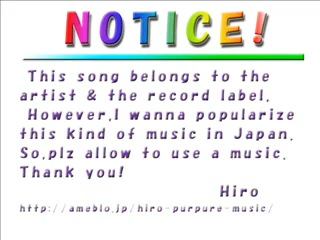 NOTICE!
This song belongs to the
artist & the record label.
However,I wanna popularize
this kind of music in Japan.
So,plz allow to use a music.
Thank you!
Hiro
http://ameblo.jp/hiro-purpure-music/